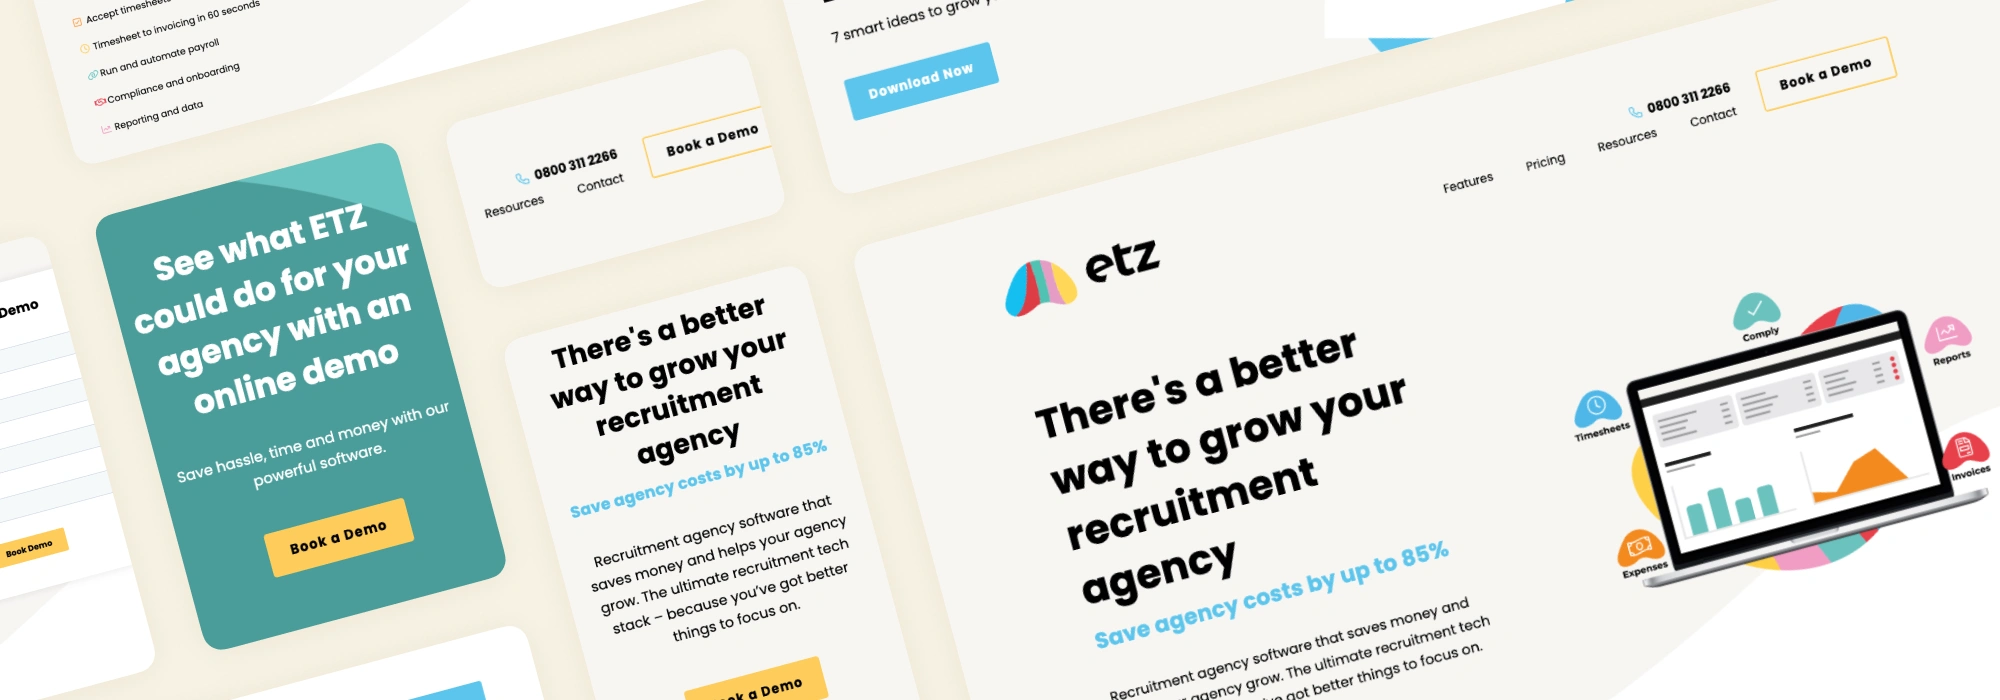 Accept timesheets
Timesheet to invoicing in 60 seconds
Run and automate payroll
Compliance and onboarding
Reporting and data
7 smart ideas to grow
Download Now
0800 311 2266
Book a Demo
Resources
Contact
Demo
Book Demo
See what ETZ
could do for your
agency with an
online demo
Save hassle, time and money with our
powerful software.
Book a Demo
There's a better
way to grow your
recruitment
agency
Save agency costs by up to 85%
Recruitment agency software that
saves money and helps your agency
grow. The ultimate recruitment tech
stack – because you've got better
things to focus on.
a Demo
0800 311 2266
Book a Demo
Features
Pricing
Resources
Contact
etz
There's a better
way to grow your
recruitment
agency
Save agency costs by up to 85%
Recruitment agency software that saves money and
agency grow. The ultimate recruitment tech
got better things to focus on.
Comply
Reports
Timesheets
Invoices
Expenses